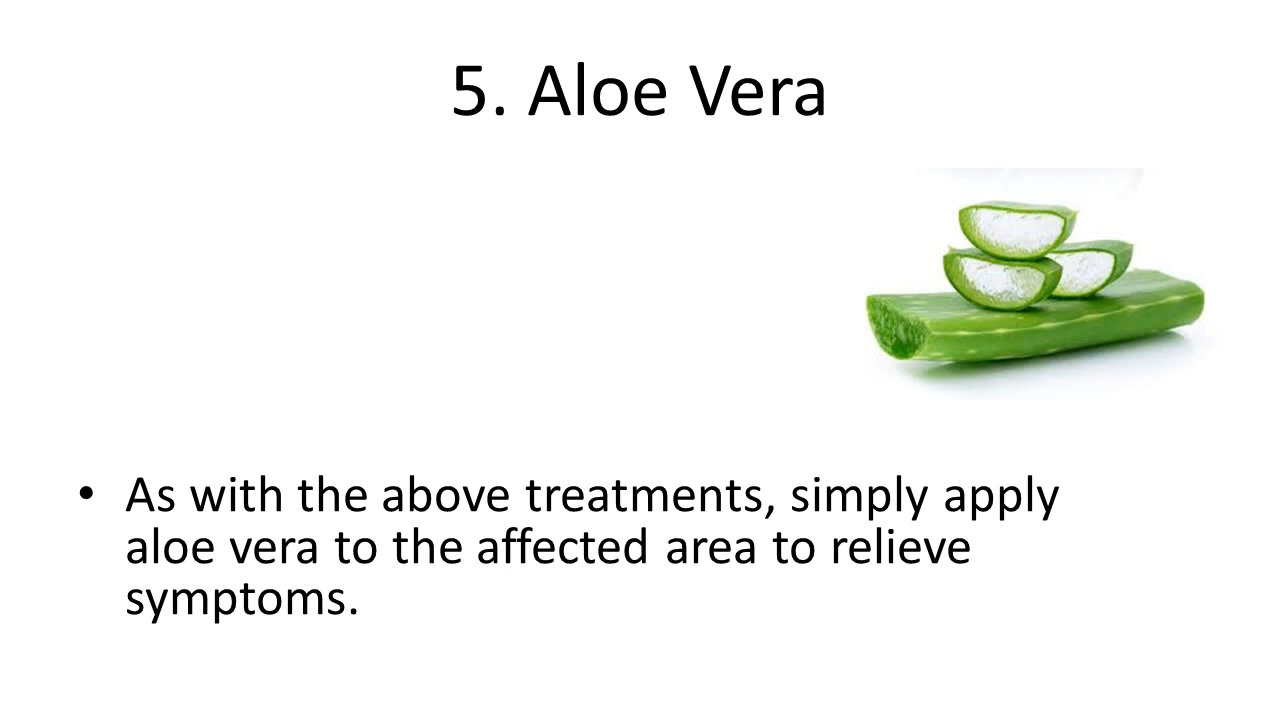 5. Aloe Vera
• As with the above treatments, simply apply
aloe vera to the affected area to relieve
symptoms.